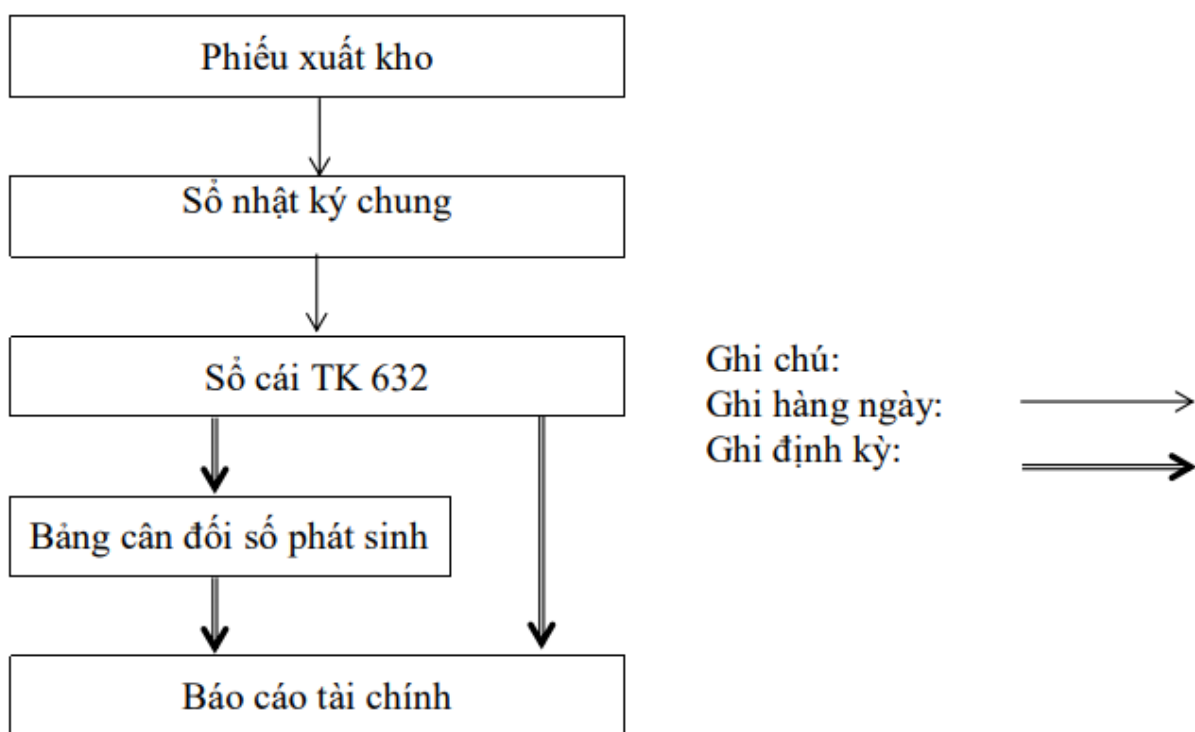 Phiếu xuất kho
Sổ nhật ký chung
Sổ cái TK 632
Ghi chú:
Ghi hàng ngày:
Ghi định kỳ:
Bảng cân đối số phát sinh
Báo cáo tài chính